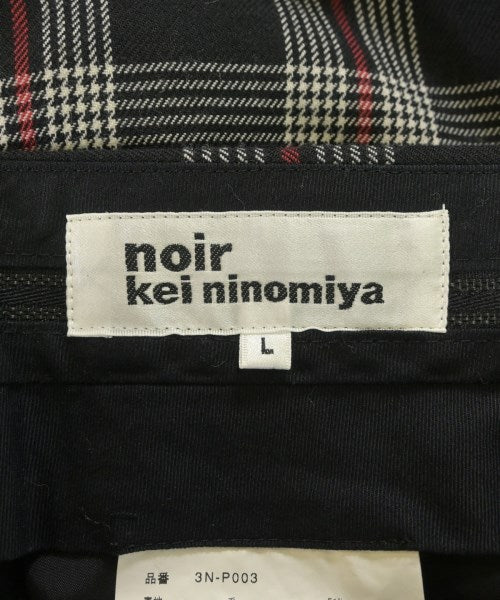 noir
kei ninomiya
L
品番 3N-P003